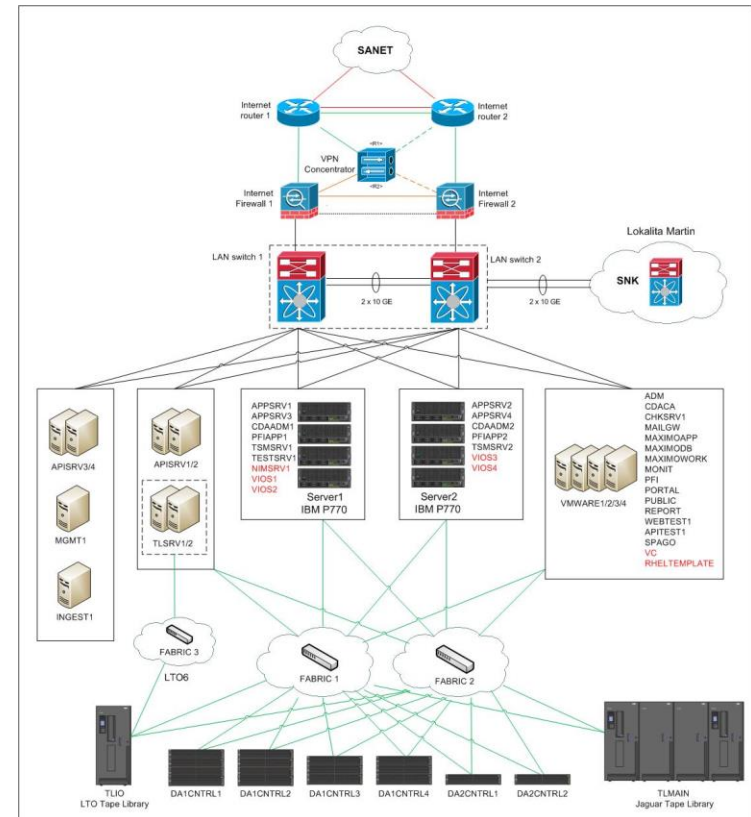 SANET
Internet
router 1
Internet
router 2
<R1>
VPN
Concentrator
<R2>
Internet
Firewall 1
Internet
Firewall 2
Lokalita Martin
LAN switch 1
LAN switch 2
SNK
2 x 10 GE
2 x 10 GE
APISRV3/4
MGMT1
INGEST1
APISRV1/2
TLSRV1/2
APPSRV1
APPSRV3
CDAADM1
PFIAPP1
TSMSRV1
TESTSRV1
NIMSRV1
VIOS1
VIOS2
Server1
IBM P770
APPSRV2
APPSRV4
CDAADM2
PFIAPP2
TSMSRV2
VIOS3
VIOS4
Server2
IBM P770
VMWARE1/2/3/4
ADM
CDACA
CHKSRV1
MAILGW
MAXIMOAPP
MAXIMODB
MAXIMOWORK
MONIT
PFI
PORTAL
PUBLIC
REPORT
WEBTEST1
APITEST1
SPAGO
VC
RHELTEMPLATE
FABRIC 3
LTO6
FABRIC 1
FABRIC 2
TLIO
LTO Tape Library
DA1CNTRL1
DA1CNTRL2
DA1CNTRL3
DA1CNTRL4
DA2CNTRL1
DA2CNTRL2
TLMAIN
Jaguar Tape Library